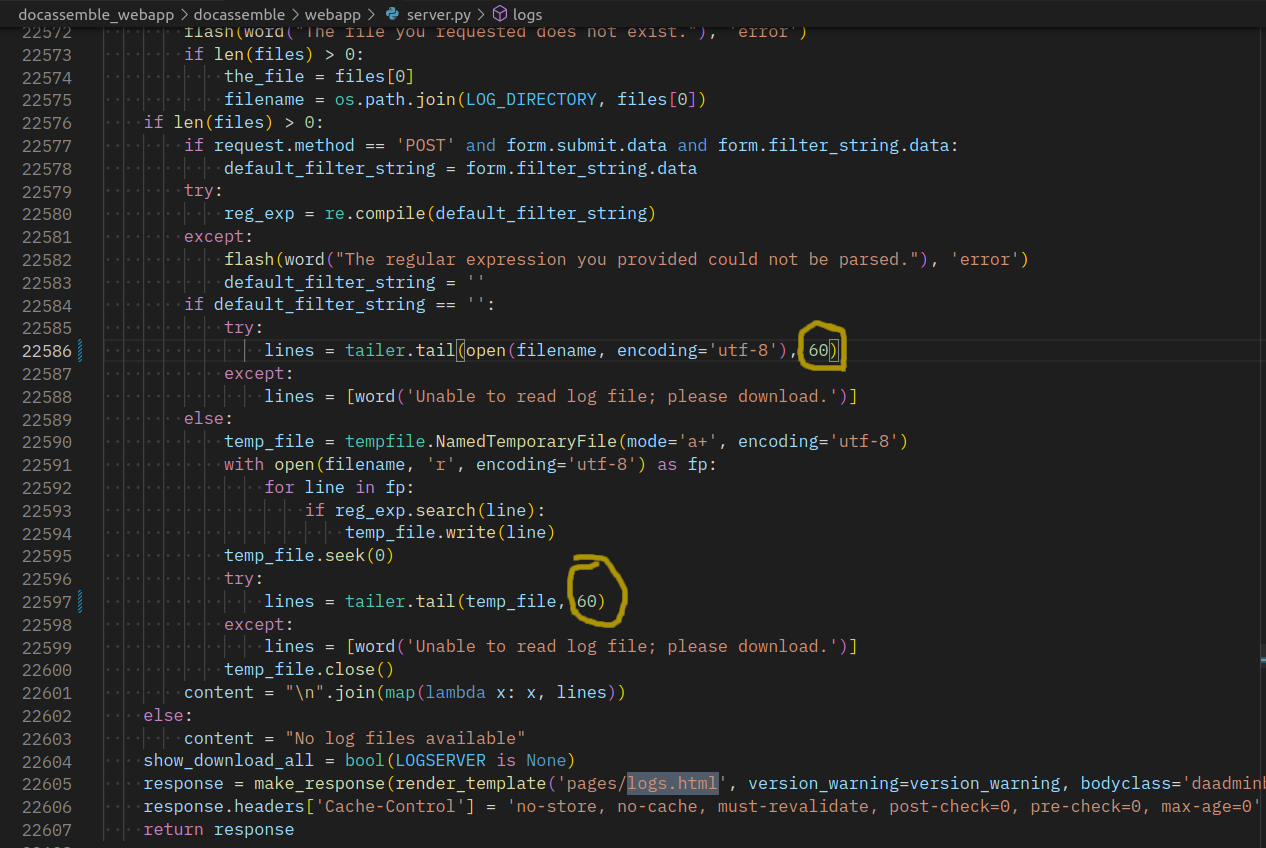 docassemble_webapp > docassemble > webapp > server.py > logs
22572 flash(word("The file you requested does not exist."), 'error')
22573 if len(files) > 0:
22574 the_file = files[0]
22575 filename = os.path.join(LOG_DIRECTORY, files[0])
22576 if len(files) > 0:
22577 if request.method == 'POST' and form.submit.data and form.filter_string.data:
22578 default_filter_string = form.filter_string.data
22579 try:
22580 reg_exp = re.compile(default_filter_string)
22581 except:
22582 flash(word("The regular expression you provided could not be parsed."), 'error')
22583 default_filter_string = ''
22584 if default_filter_string == '':
22585 try:
22586 lines = tailer.tail(open(filename, encoding='utf-8'), 60)
22587 except:
22588 lines = [word('Unable to read log file; please download.')]
22589 else:
22590 temp_file = tempfile.NamedTemporaryFile(mode='a+', encoding='utf-8')
22591 with open(filename, 'r', encoding='utf-8') as fp:
22592 for line in fp:
22593 if reg_exp.search(line):
22594 temp_file.write(line)
22595 temp_file.seek(0)
22596 try:
22597 lines = tailer.tail(temp_file, 60)
22598 except:
22599 lines = [word('Unable to read log file; please download.')]
22600 temp_file.close()
22601 content = "\n".join(map(lambda x: x, lines))
22602 else:
22603 content = "No log files available"
22604 show_download_all = bool(LOGSERVER is None)
22605 response = make_response(render_template('pages/logs.html', version_warning=version_warning, bodyclass='daadmin
22606 response.headers['Cache-Control'] = 'no-store, no-cache, must-revalidate, post-check=0, pre-check=0, max-age=0'
22607 return response